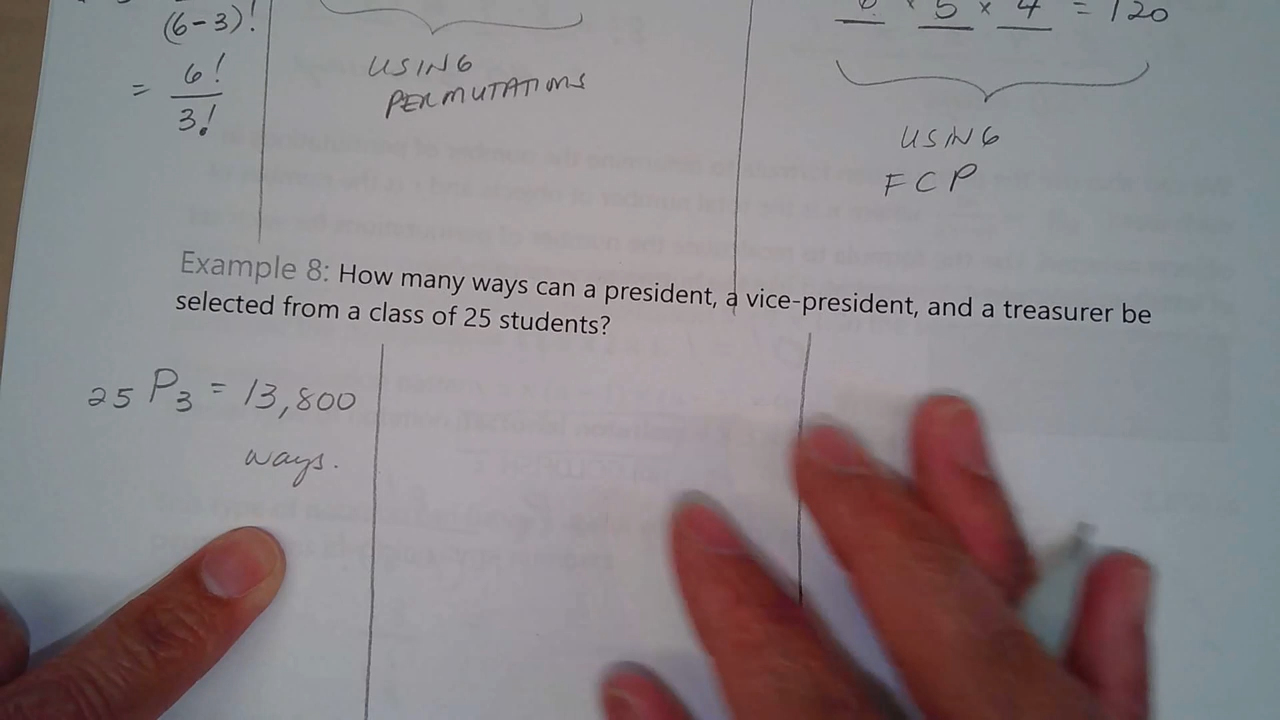 (6-3)!
= 6!
3!
USING
PERMUTATIONS
6 × 5 × 4 = 120
USING
FCP
Example 8: How many ways can a president, a vice-president, and a treasurer be
selected from a class of 25 students?
25 P3 = 13,800
ways.